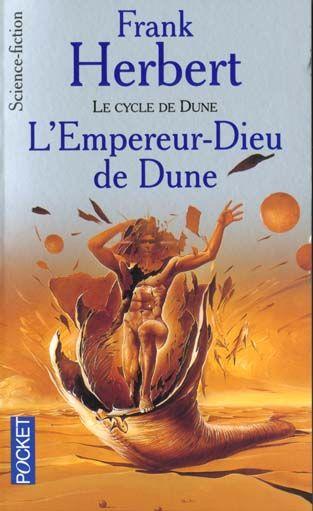 Science-fiction
Frank
Herbert
LE CYCLE DE DUNE
L'Empereur-Dieu
de Dune
POCKET